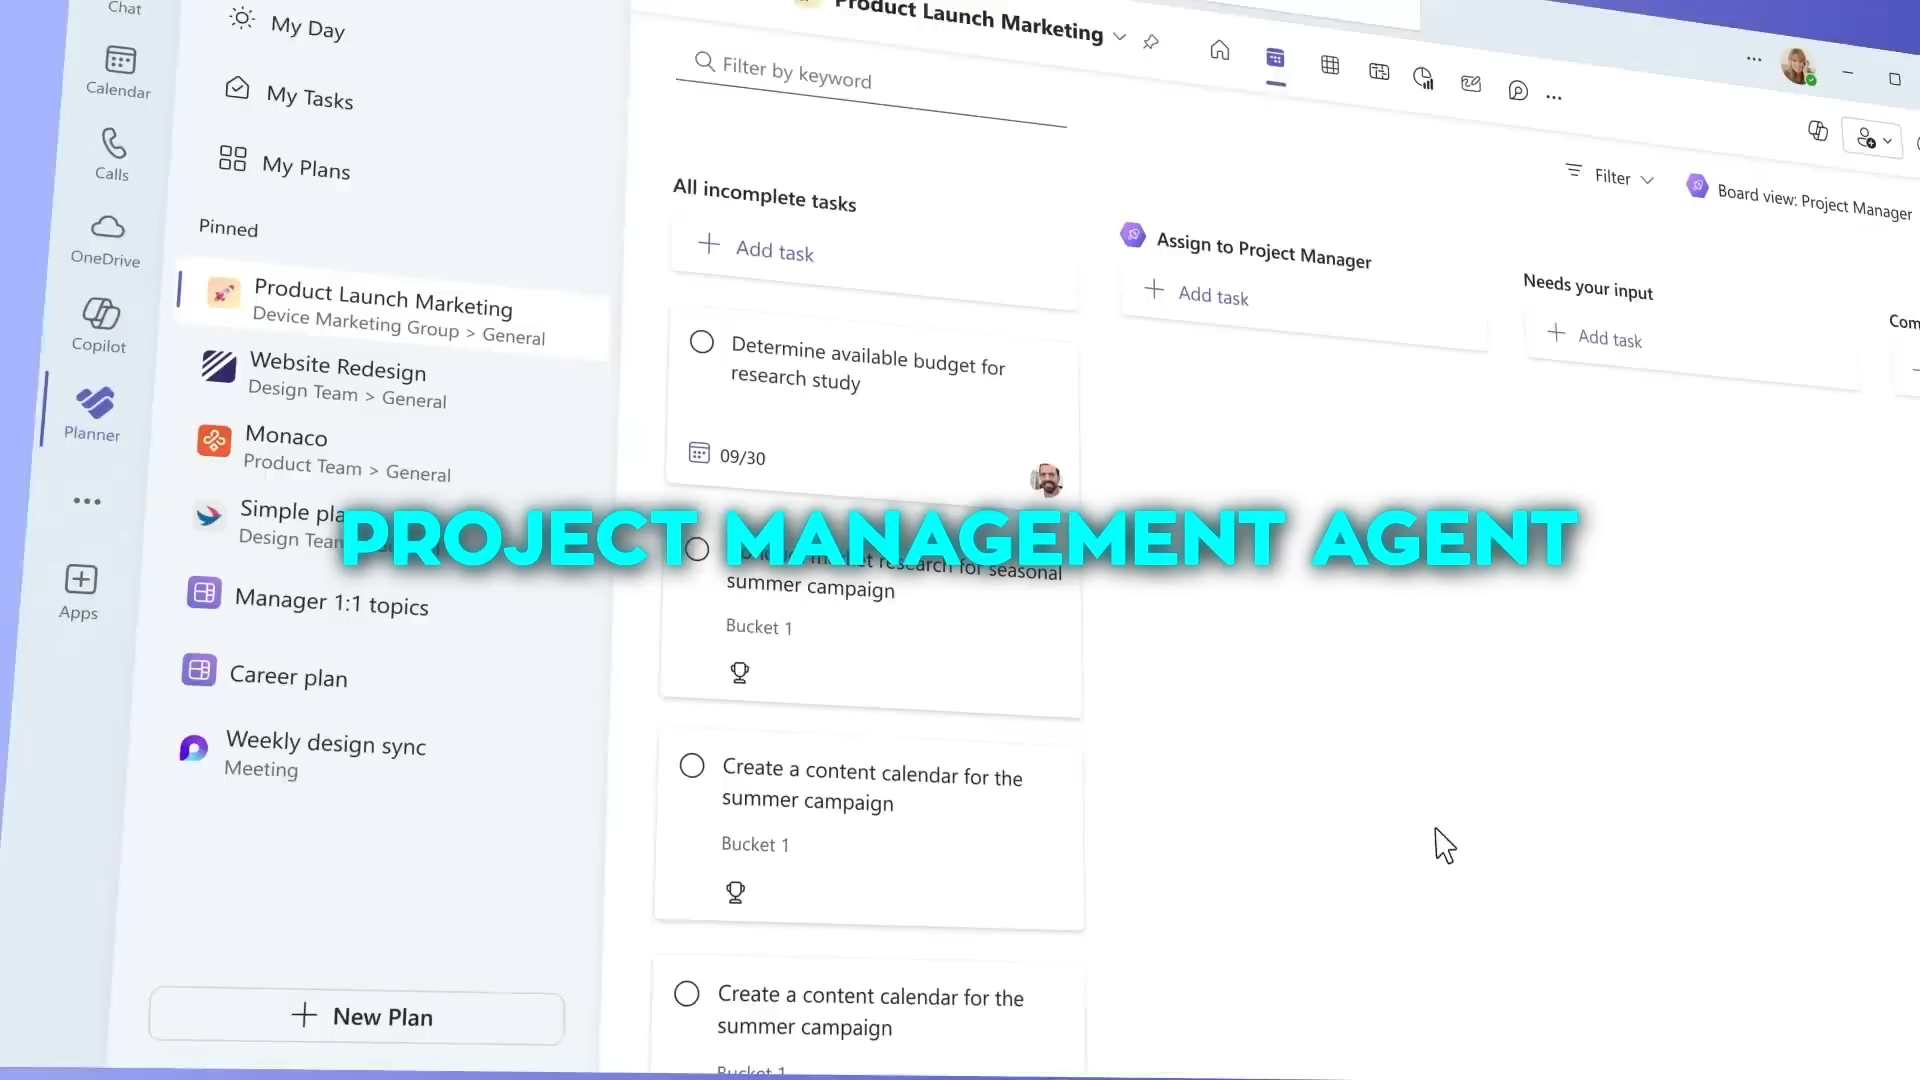 Chat
Calendar
Calls
OneDrive
Copilot
Planner
Apps
My Day
My Tasks
My Plans
Pinned
Product Launch Marketing
Device Marketing Group > General
Website Redesign
Design Team > General
Monaco
Product Team > General
Simple
Design
Manager 1:1 topics
Career plan
Weekly design sync
Meeting
New Plan
Product Launch Marketing
Filter by keyword
Filter
Board view: Project Manager
All incomplete tasks
Add task
Determine available budget for
research study
09/30
PROJECT MANAGEMENT AGENT
research for seasonal
summer campaign
Bucket 1
Create a content calendar for the
summer campaign
Bucket 1
Create a content calendar for the
summer campaign
Bucket 1
Assign to Project Manager
Add task
Needs your input
Add task